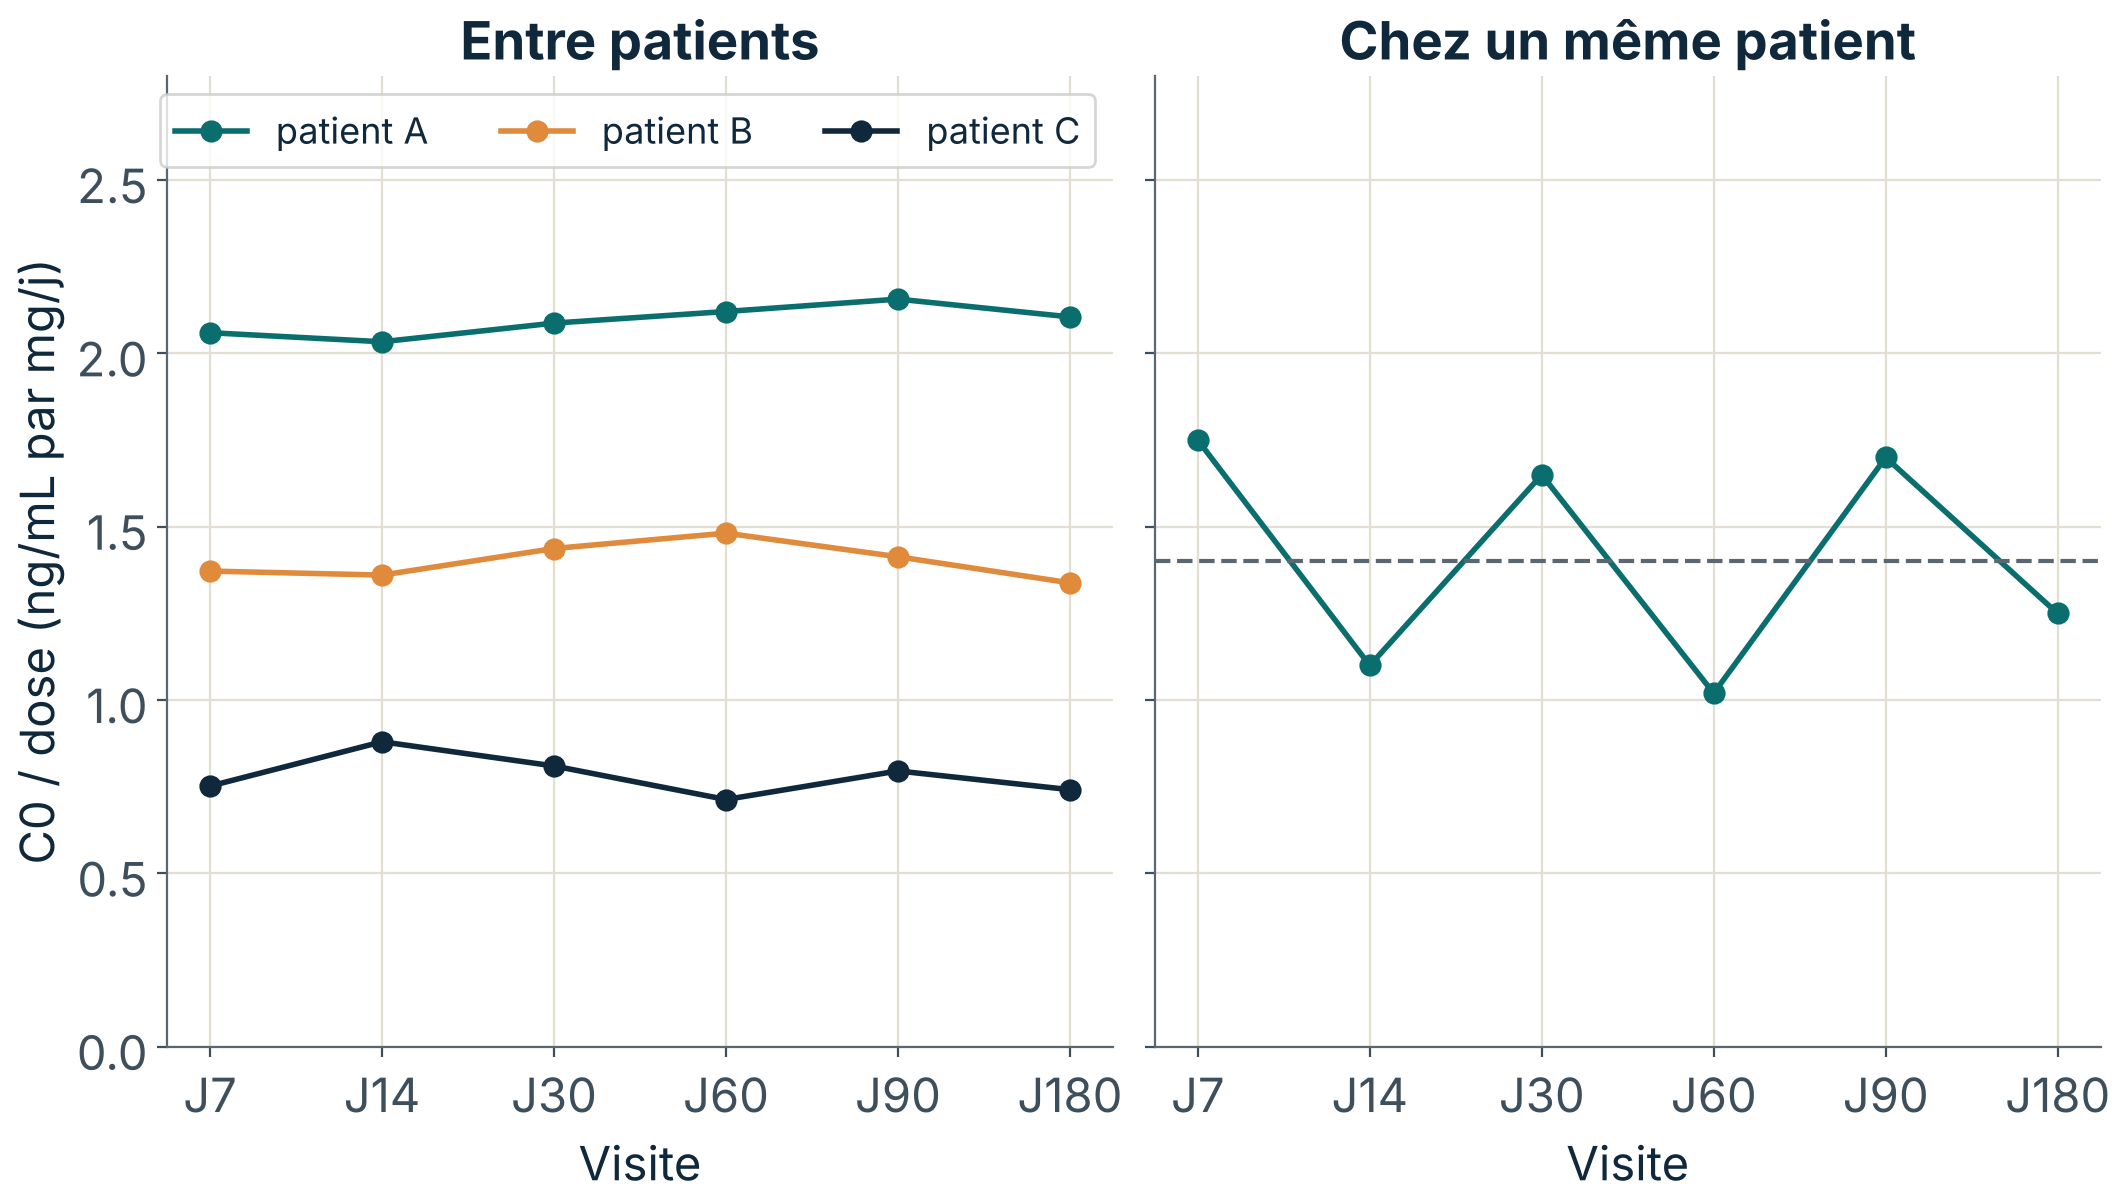 Entre patients
patient A
patient B
patient C
C0 / dose (ng/mL par mg/j)
2.5
2.0
1.5
1.0
0.5
0.0
J7 J14 J30 J60 J90 J180
Visite
Chez un même patient
J7 J14 J30 J60 J90 J180
Visite